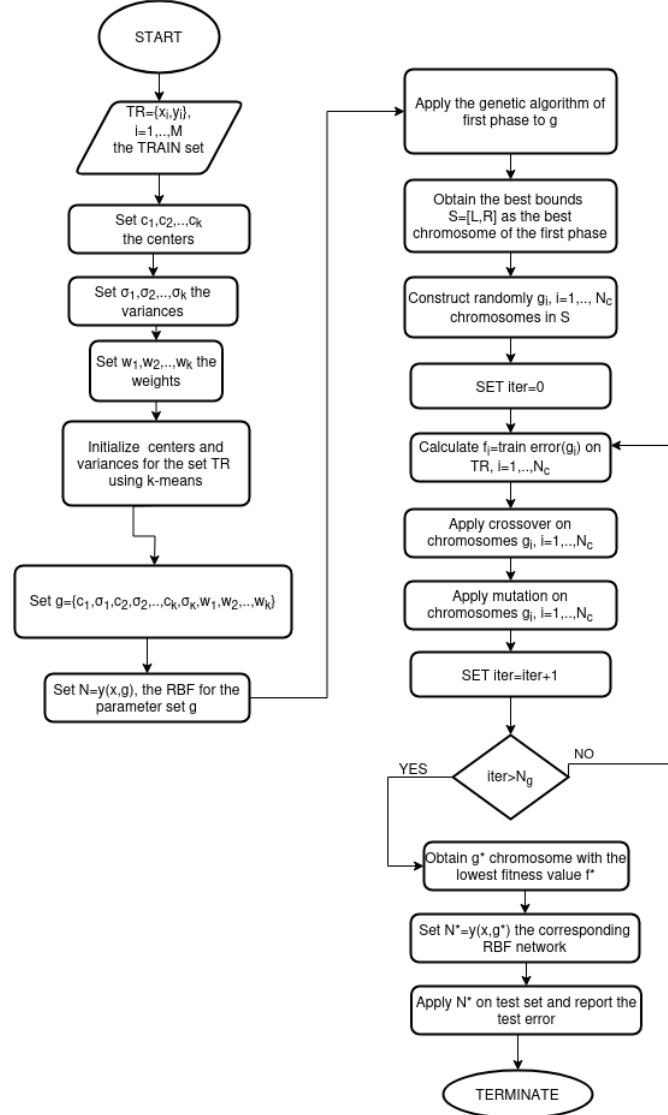 START
TR={xᵢ,yᵢ},
i=1,..,M
the TRAIN set
Set c₁,c₂,..,cₖ
the centers
Set σ₁,σ₂,..,σₖ the
variances
Set w₁,w₂,..,wₖ the
weights
Initialize centers and
variances for the set TR
using k-means
Set g={c₁,σ₁,c₂,σ₂,..,cₖ,σₖ,w₁,w₂,..,wₖ}
Set N=y(x,g), the RBF for the
parameter set g
Apply the genetic algorithm of
first phase to g
Obtain the best bounds
S=[L,R] as the best
chromosome of the first phase
Construct randomly gᵢ, i=1,.., N_c
chromosomes in S
SET iter=0
Calculate fᵢ=train error(gᵢ) on
TR, i=1,..,N_c
Apply crossover on
chromosomes gᵢ, i=1,..,N_c
Apply mutation on
chromosomes gᵢ, i=1,..,N_c
SET iter=iter+1
iter>N_g
YES
NO
Obtain g* chromosome with the
lowest fitness value f*
Set N*=y(x,g*) the corresponding
RBF network
Apply N* on test set and report the
test error
TERMINATE